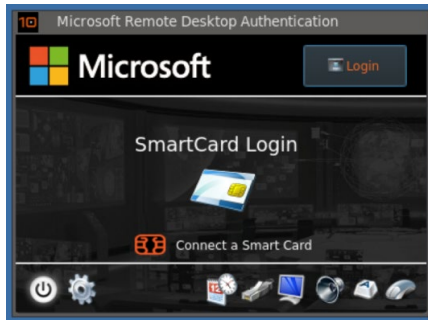 Microsoft Remote Desktop Authentication
Microsoft
Login
SmartCard Login
Connect a Smart Card